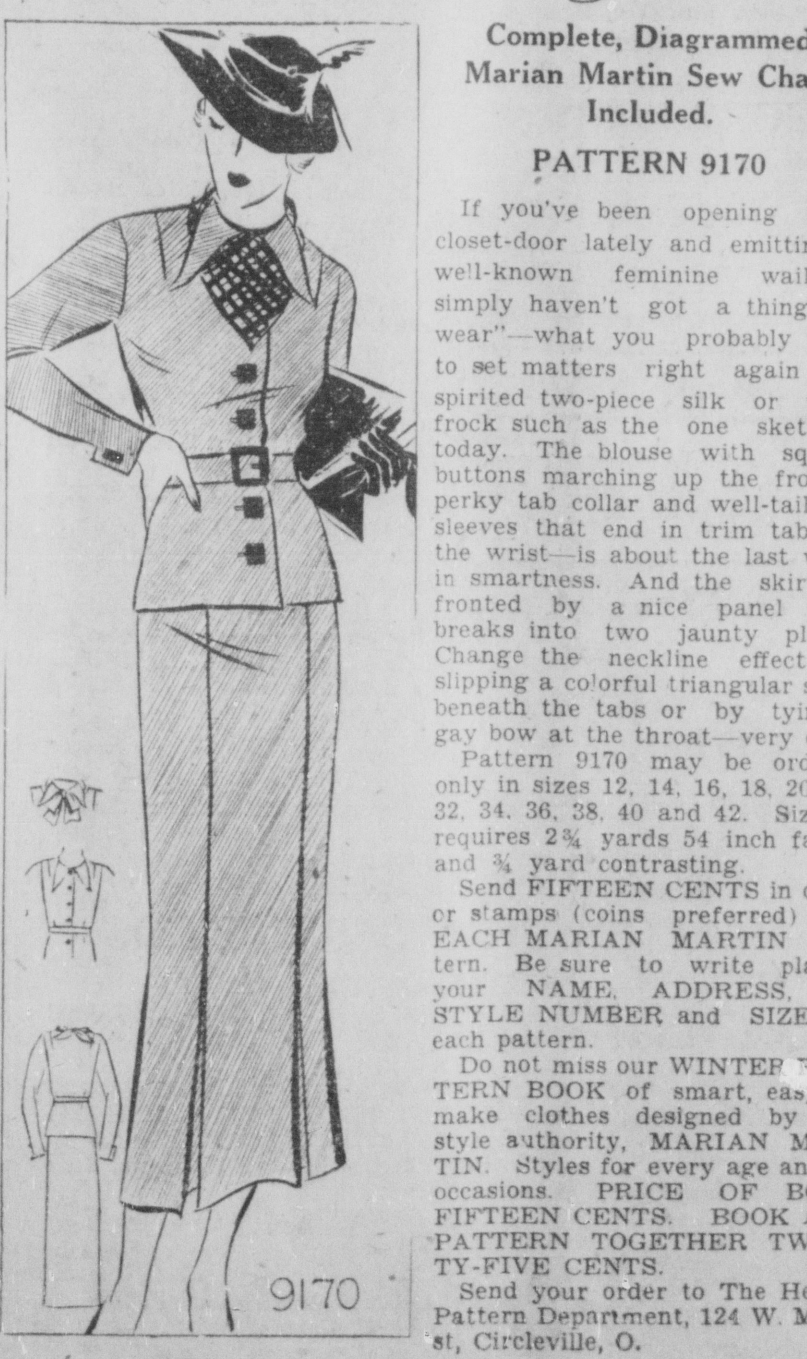 Complete, Diagrammed
Marian Martin Sew Cha
Included.
PATTERN 9170
If you've been opening
closet-door lately and emittin
well-known feminine wail
simply haven't got a thing
wear"—what you probably
to set matters right again
spirited two-piece silk or
frock such as the one sket
today. The blouse with sq
buttons marching up the fro
perky tab collar and well-tail
sleeves that end in trim tab
the wrist—is about the last
in smartness. And the skir
fronted by a nice panel
breaks into two jaunty pl
Change the neckline effect
slipping a colorful triangular s
beneath the tabs or by tyi
gay bow at the throat—very
Pattern 9170 may be ord
only in sizes 12, 14, 16, 18, 20
32, 34, 36, 38, 40 and 42. Siz
requires 2¾ yards 54 inch fa
and ¾ yard contrasting.
Send FIFTEEN CENTS in c
or stamps (coins preferred)
EACH MARIAN MARTIN
tern. Be sure to write pla
your NAME, ADDRESS,
STYLE NUMBER and SIZE
each pattern.
Do not miss our WINTER
TERN BOOK of smart, eas
make clothes designed by
style authority, MARIAN M
TIN. Styles for every age an
occasions. PRICE OF B
FIFTEEN CENTS. BOOK
PATTERN TOGETHER TW
TY-FIVE CENTS.
Send your order to The He
Pattern Department, 124 W. M
st, Circleville, O.
9170